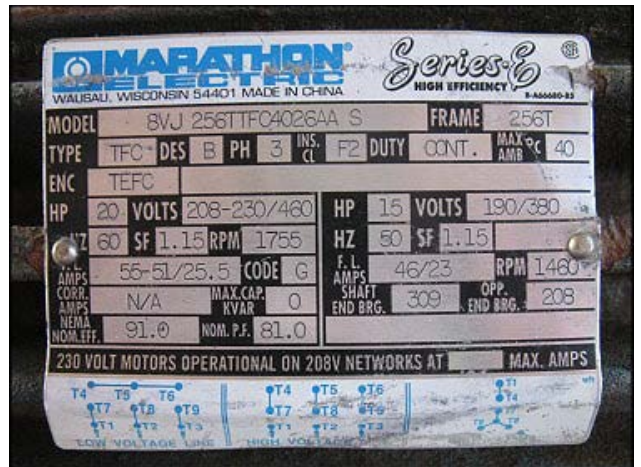 MARATHON®
ELECTRIC
WAUSAU, WISCONSIN 54401 MADE IN CHINA
Series-E
HIGH EFFICIENCY
MODEL 8VJ 256TTFC4026AA S FRAME 256T
TYPE TFC DES B PH 3 INS. CL F2 DUTY CONT. MAX AMB °C 40
ENC TEFC
HP 20 VOLTS 208-230/460
HZ 60 SF 1.15 RPM 1755
F.L. AMPS 56-51/25.5 CODE G
CORR. AMPS N/A MAX.CAP. KVAR 0
NEMA NOM.EFF. 91.0 NOM. P.F. 81.0
HP 15 VOLTS 190/380
HZ 50 SF 1.15
F.L. AMPS 46/23 RPM 1460
SHAFT END BRG. 309 OPP. END BRG. 208
230 VOLT MOTORS OPERATIONAL ON 208V NETWORKS AT MAX. AMPS
T4 T5 T6
T7 T8 T9
T1 T2 T3
LOW VOLTAGE LINE
T4 T5 T6
T7 T8 T9
T1 T2 T3
HIGH VOLTAGE
T1
T4